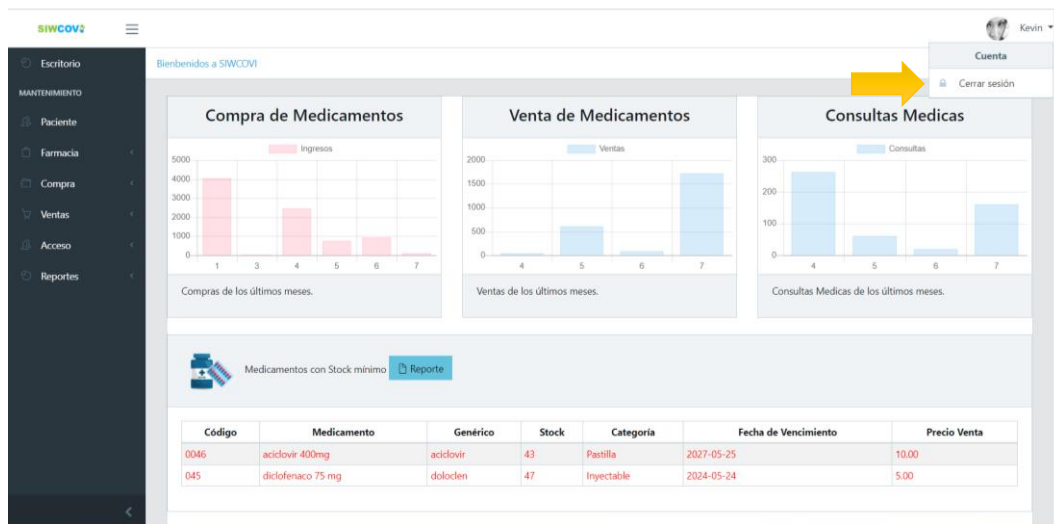 SIWCOVI
Kevin
Cuenta
Cerrar sesión
Escritorio
MANTENIMIENTO
Paciente
Farmacia
Compra
Ventas
Acceso
Reportes
Bienbenidos a SIWCOVI
Compra de Medicamentos
Ingresos
5000
4000
3000
2000
1000
0
1 3 4 5 6 7
Compras de los últimos meses.
Venta de Medicamentos
Ventas
2000
1500
1000
500
0
4 5 6 7
Ventas de los últimos meses.
Consultas Medicas
Consultas
300
200
100
0
4 5 6 7
Consultas Medicas de los últimos meses.
Medicamentos con Stock mínimo Reporte
Código Medicamento Genérico Stock Categoría Fecha de Vencimiento Precio Venta
0046 aciclovir 400mg aciclovir 43 Pastilla 2027-05-25 10.00
045 diclofenaco 75 mg doloclen 47 Inyectable 2024-05-24 5.00